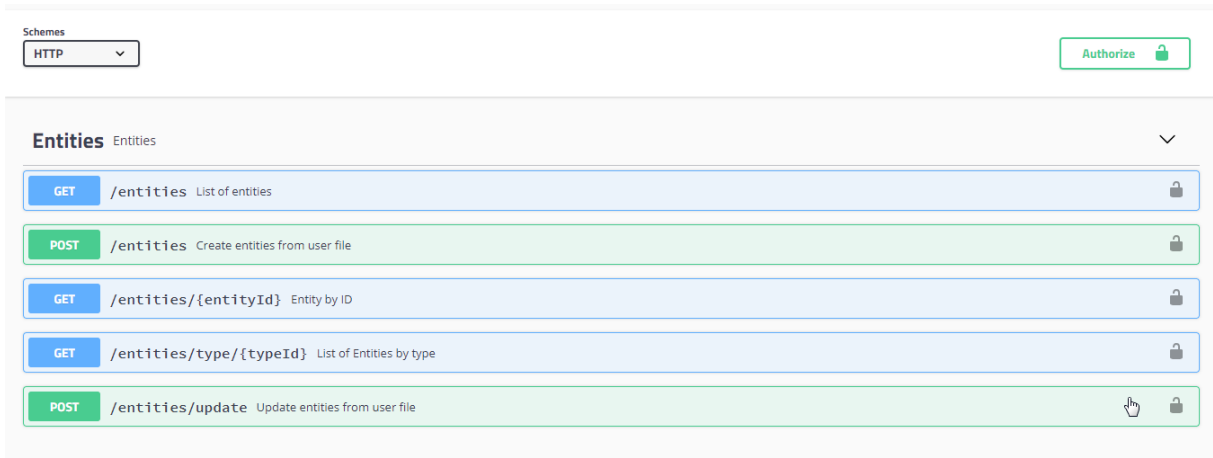 Schemes
HTTP
Authorize
Entities Entities
GET /entities List of entities
POST /entities Create entities from user file
GET /entities/{entityId} Entity by ID
GET /entities/type/{typeId} List of Entities by type
POST /entities/update Update entities from user file